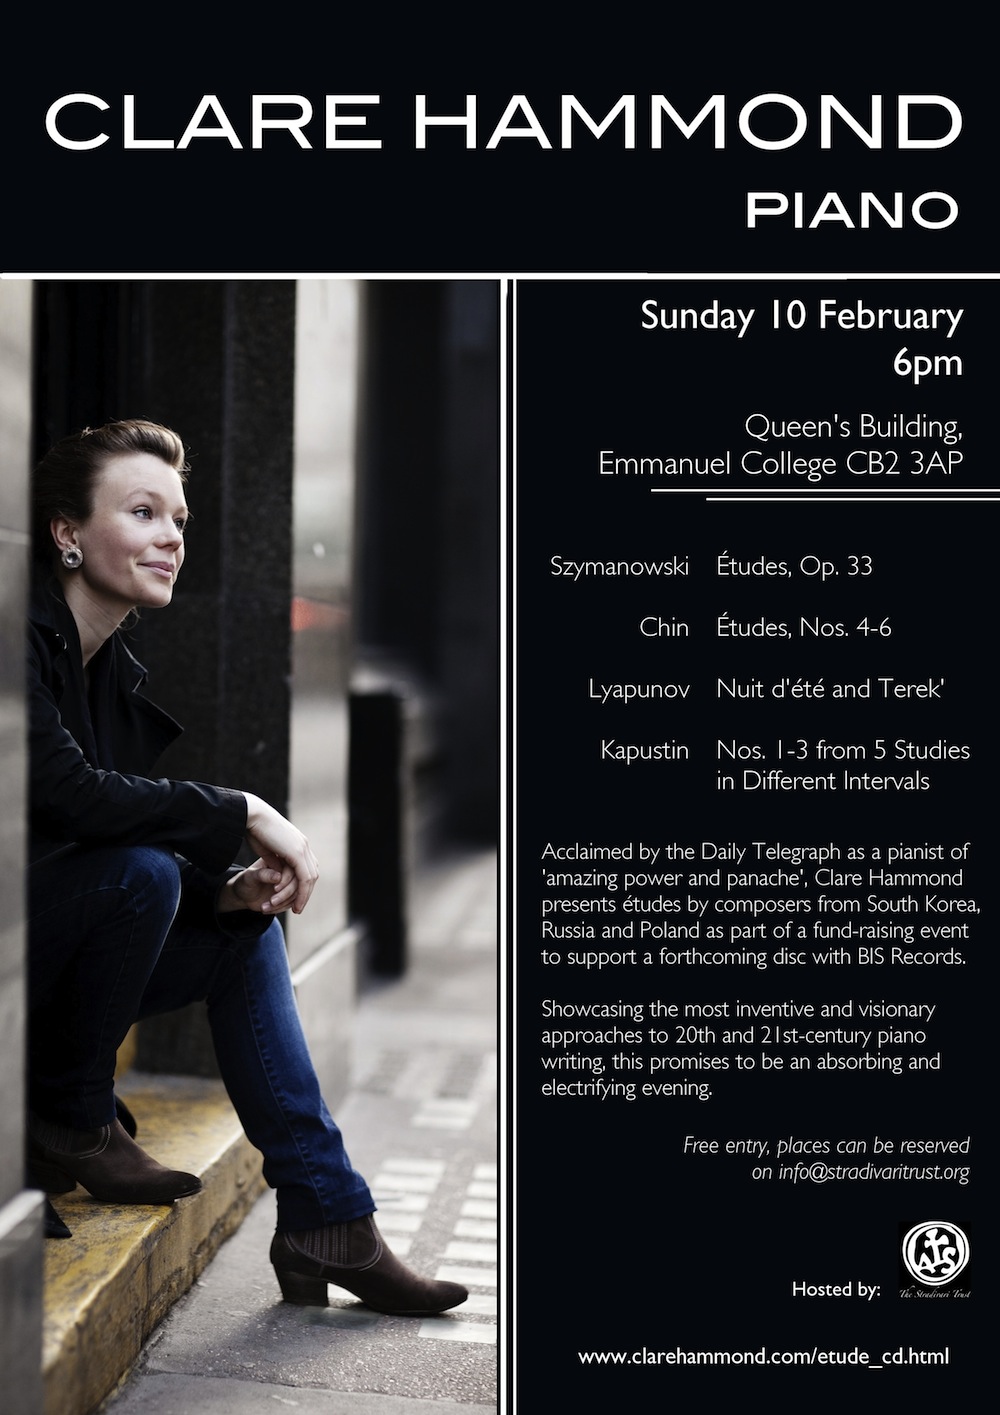 CLARE HAMMOND
PIANO
Sunday 10 February
6pm
Queen's Building,
Emmanuel College CB2 3AP
Szymanowski Études, Op. 33
Chin Études, Nos. 4-6
Lyapunov Nuit d'été and Terek'
Kapustin Nos. 1-3 from 5 Studies
in Different Intervals
Acclaimed by the Daily Telegraph as a pianist of
'amazing power and panache', Clare Hammond
presents études by composers from South Korea,
Russia and Poland as part of a fund-raising event
to support a forthcoming disc with BIS Records.
Showcasing the most inventive and visionary
approaches to 20th and 21st-century piano
writing, this promises to be an absorbing and
electrifying evening.
Free entry, places can be reserved
on info@stradivaritrust.org
Hosted by:
The Stradivari Trust
www.clarehammond.com/etude_cd.html